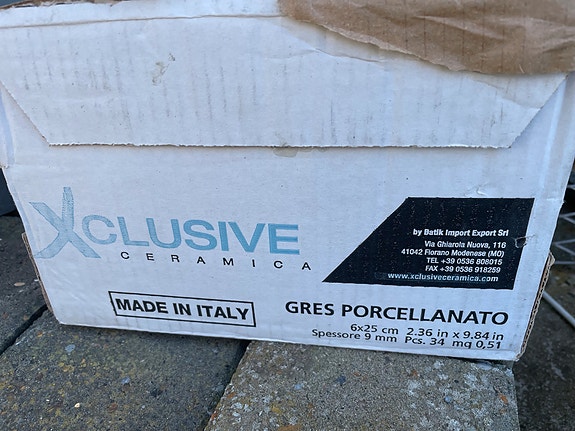 XCLUSIVE
CERAMICA
by Batik Import Export Srl
Via Ghiarola Nuova, 116
41042 Fiorano Modenese (MO)
TEL +39 0536 808015
FAX +39 0536 918259
www.xclusiveceramica.com
MADE IN ITALY
GRES PORCELLANATO
6x25 cm 2.36 in x 9.84 in
Spessore 9 mm Pcs. 34 mq 0,51